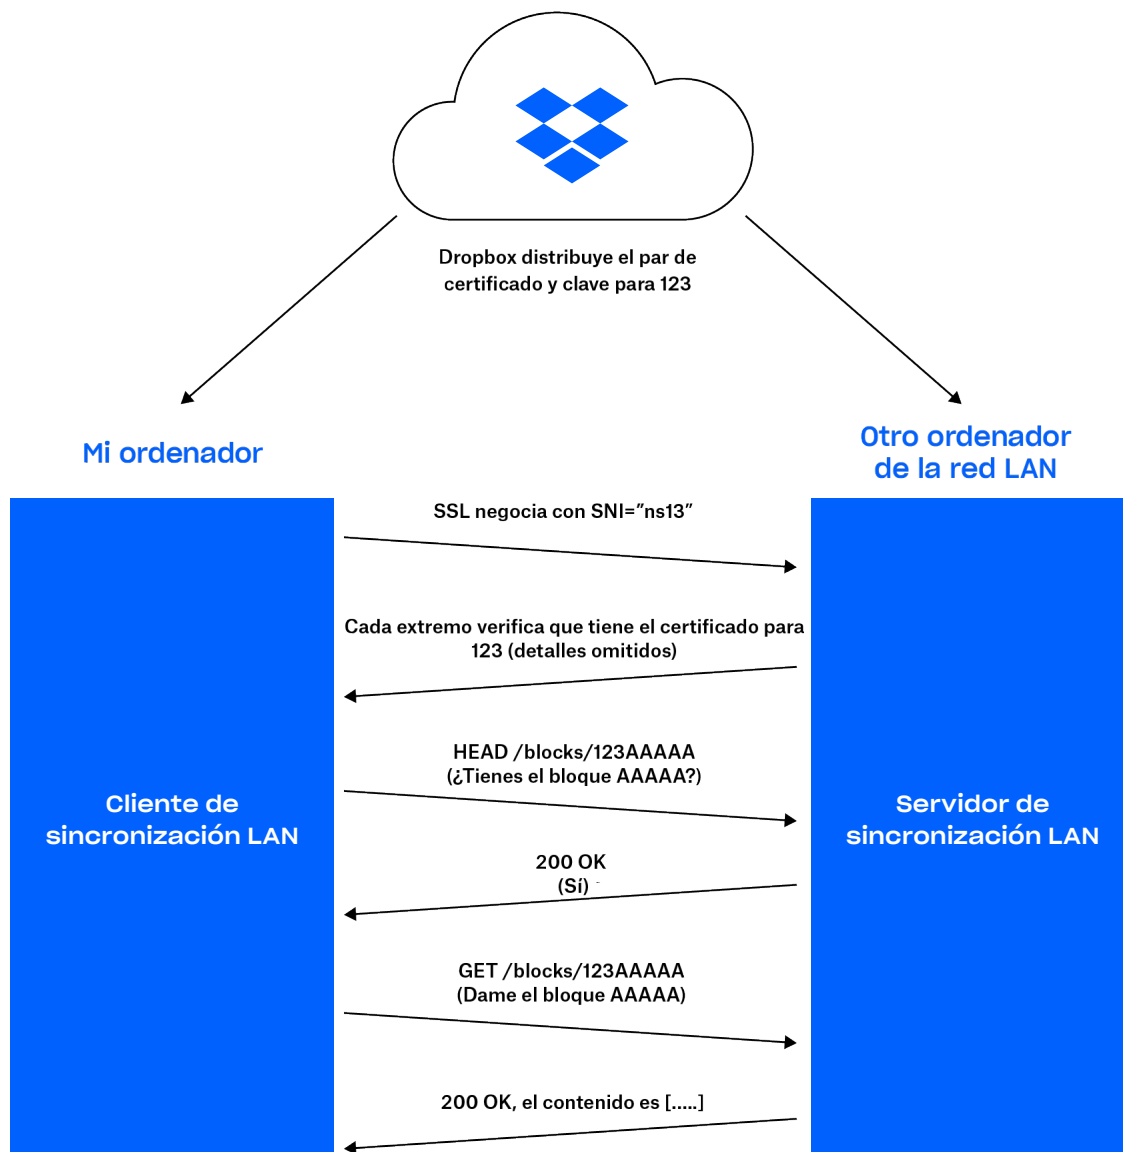 Dropbox distribuye el par de
certificado y clave para 123
Mi ordenador
Otro ordenador
de la red LAN
SSL negocia con SNI=”ns13”
Cada extremo verifica que tiene el certificado para
123 (detalles omitidos)
HEAD /blocks/123AAAAA
(¿Tienes el bloque AAAAA?)
Cliente de
sincronización LAN
Servidor de
sincronización LAN
200 OK
(Sí)
GET /blocks/123AAAAA
(Dame el bloque AAAAA)
200 OK, el contenido es [.....]